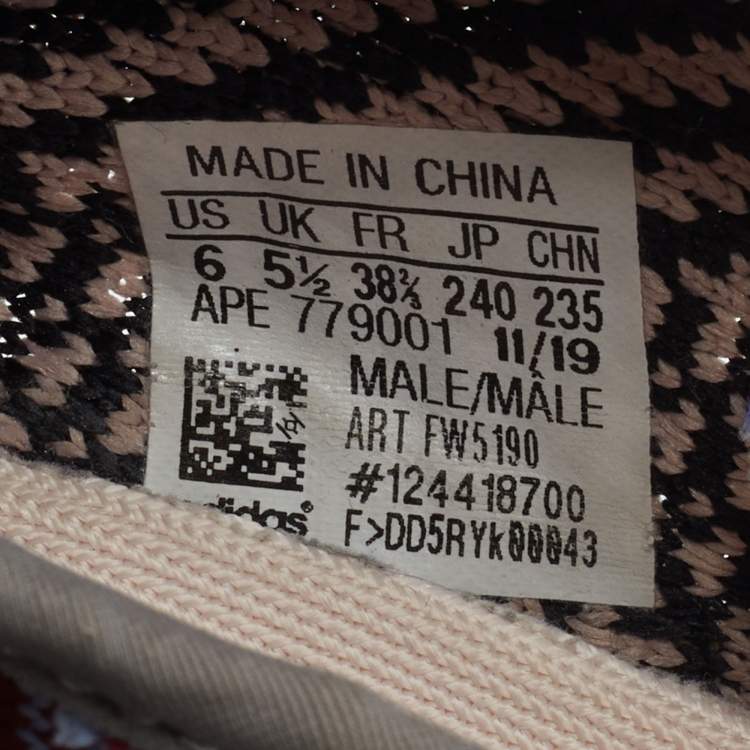 MADE IN CHINA
US UK FR JP CHN
6 5½ 38⅔ 240 235
APE 779001 11/19
MALE/MÂLE
ART FW5190
#124418700
adidas®
F>DD5RYk00043